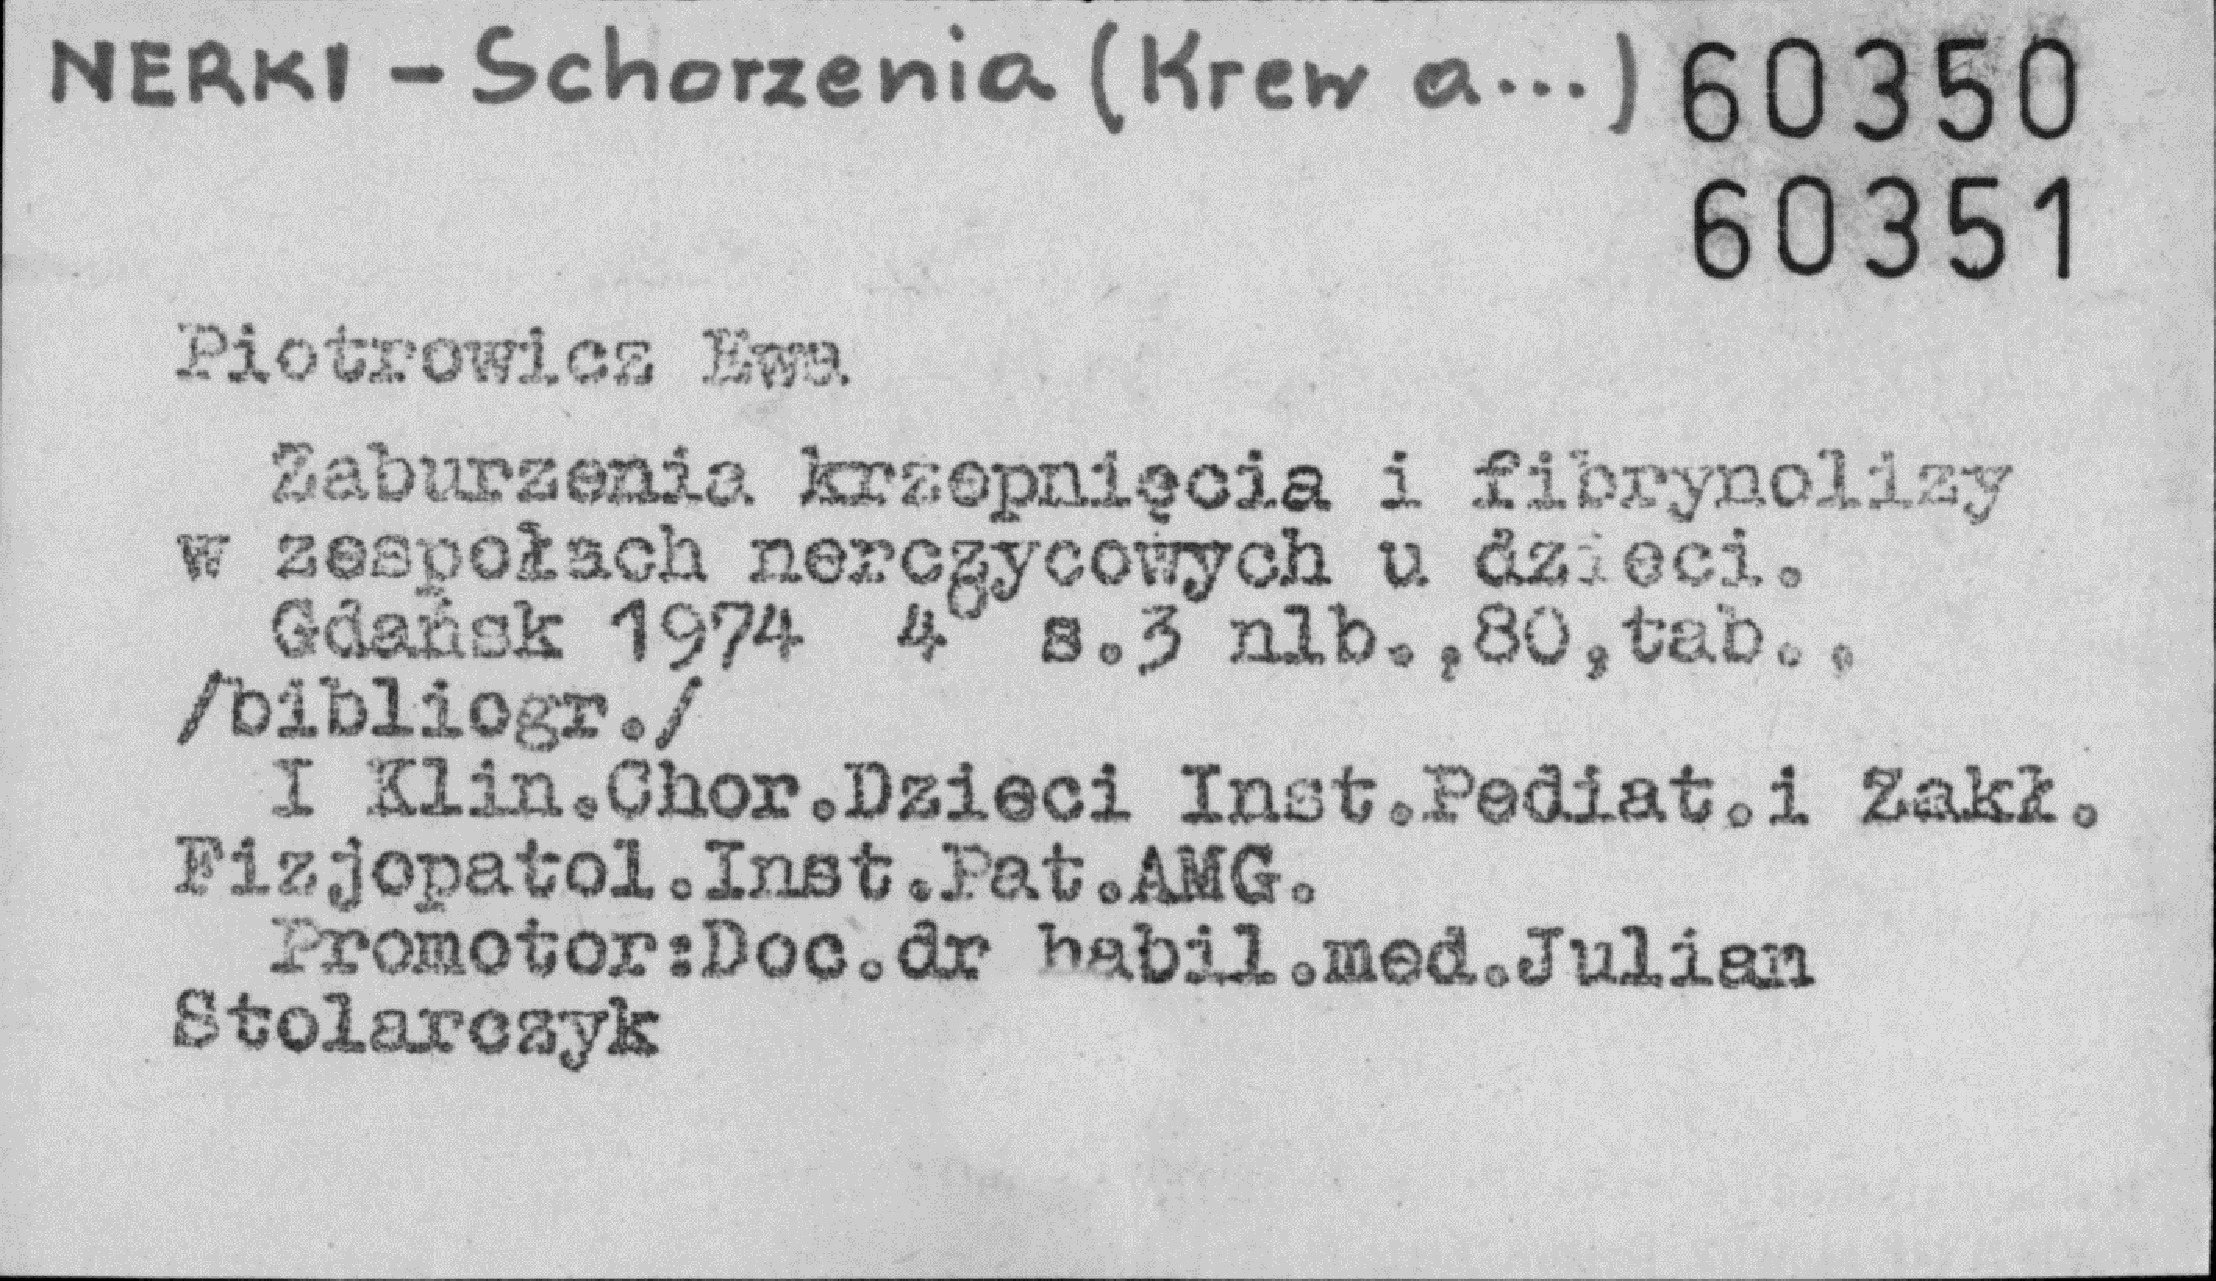 NERKI - Schorzenia (Krew a...) 60350
60351
Piotrowicz Ewa
Zaburzenia krzepnięcia i fibrynolizy
w zespołach nerczycowych u dzieci.
Gdańsk 1974 4° s.3 nlb.,80,tab.,
/bibliogr./
I Klin.Chor.Dzieci Inst.Pediat.i Zakł.
Fizjopatol.Inst.Pat.AMG.
Promotor:Doc.dr habil.med.Julian
Stolarczyk